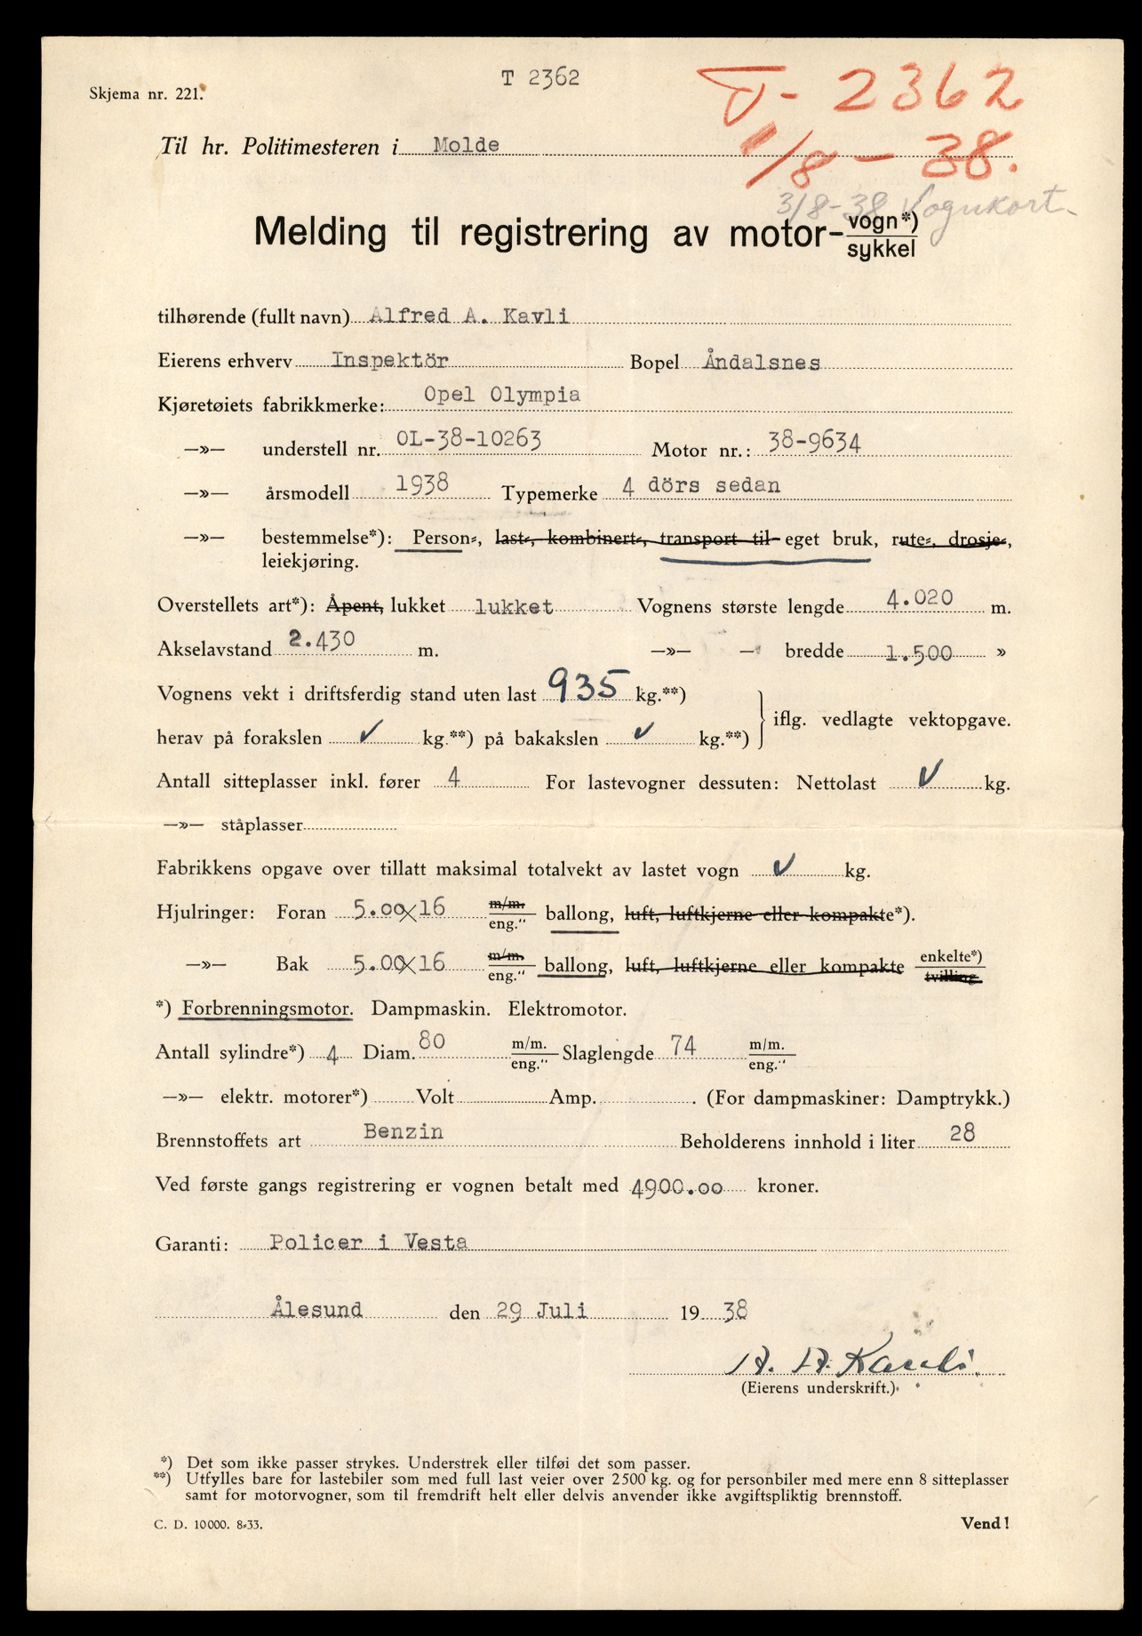 T 2362
T - 2362
Skjema nr. 221.
Til hr. Politimesteren i Molde
1/8 - 38.
3/8-38 Vognkort
Melding til registrering av motor- vogn*) / sykkel
tilhørende (fullt navn) Alfred A. Kavli
Eierens erhverv Inspektör Bopel Åndalsnes
Kjøretøiets fabrikkmerke: Opel Olympia
—»— understell nr. OL-38-10263 Motor nr.: 38-9634
—»— årsmodell 1938 Typemerke 4 dörs sedan
—»— bestemmelse*): Person-, last-, kombinert-, transport til eget bruk, rute-, drosje-,
leiekjøring.
Overstellets art*): Åpent, lukket lukket Vognens største lengde 4.020 m.
Akselavstand 2.430 m. —»— —»— bredde 1.500 »
Vognens vekt i driftsferdig stand uten last 935 kg.**)
iflg. vedlagte vektopgave.
herav på forakslen ✓ kg.**) på bakakslen ✓ kg.**)
Antall sitteplasser inkl. fører 4 For lastevogner dessuten: Nettolast ✓ kg.
—»— ståplasser
Fabrikkens opgave over tillatt maksimal totalvekt av lastet vogn ✓ kg.
Hjulringer: Foran 5.00X16 m/m. / eng." ballong, luft, luftkjerne eller kompakte*).
—»— Bak 5.00X16 m/m. / eng." ballong, luft, luftkjerne eller kompakte enkelte*) / tvilling
*) Forbrenningsmotor. Dampmaskin. Elektromotor.
Antall sylindre*) 4 Diam. 80 m/m. / eng." Slaglengde 74 m/m. / eng."
—»— elektr. motorer*) Volt Amp. . (For dampmaskiner: Damptrykk.)
Brennstoffets art Benzin Beholderens innhold i liter 28
Ved første gangs registrering er vognen betalt med 4900.00 kroner.
Garanti: Policer i Vesta
Ålesund den 29 Juli 19 38
A. A. Kavli.
(Eierens underskrift.)
*) Det som ikke passer strykes. Understrek eller tilføi det som passer.
**) Utfylles bare for lastebiler som med full last veier over 2500 kg. og for personbiler med mere enn 8 sitteplasser
samt for motorvogner, som til fremdrift helt eller delvis anvender ikke avgiftspliktig brennstoff.
C. D. 10000. 8-33.
Vend!